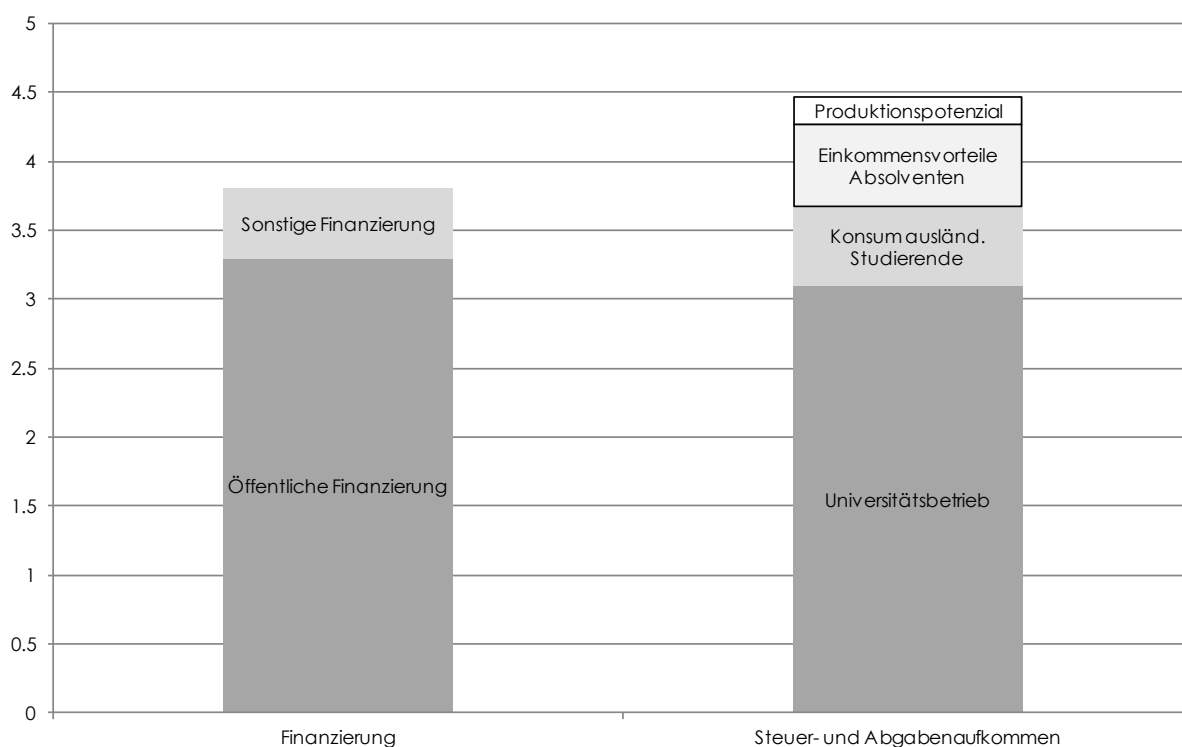 5
4.5
4
3.5
3
2.5
2
1.5
1
0.5
0
Sonstige Finanzierung
Öffentliche Finanzierung
Produktionspotenzial
Einkommensvorteile
Absolventen
Konsum ausländ.
Studierende
Universitätsbetrieb
Finanzierung
Steuer- und Abgabenaufkommen